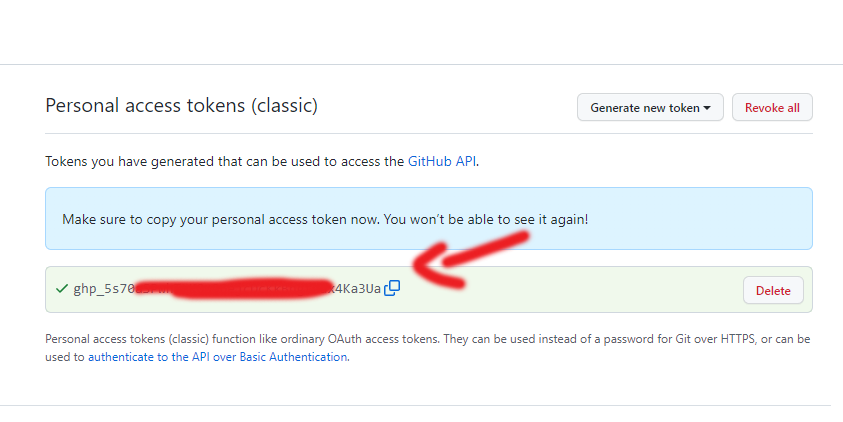 Personal access tokens (classic)
Generate new token
Revoke all
Tokens you have generated that can be used to access the GitHub API.
Make sure to copy your personal access token now. You won't be able to see it again!
Delete
Personal access tokens (classic) function like ordinary OAuth access tokens. They can be used instead of a password for Git over HTTPS, or can be
used to authenticate to the API over Basic Authentication.